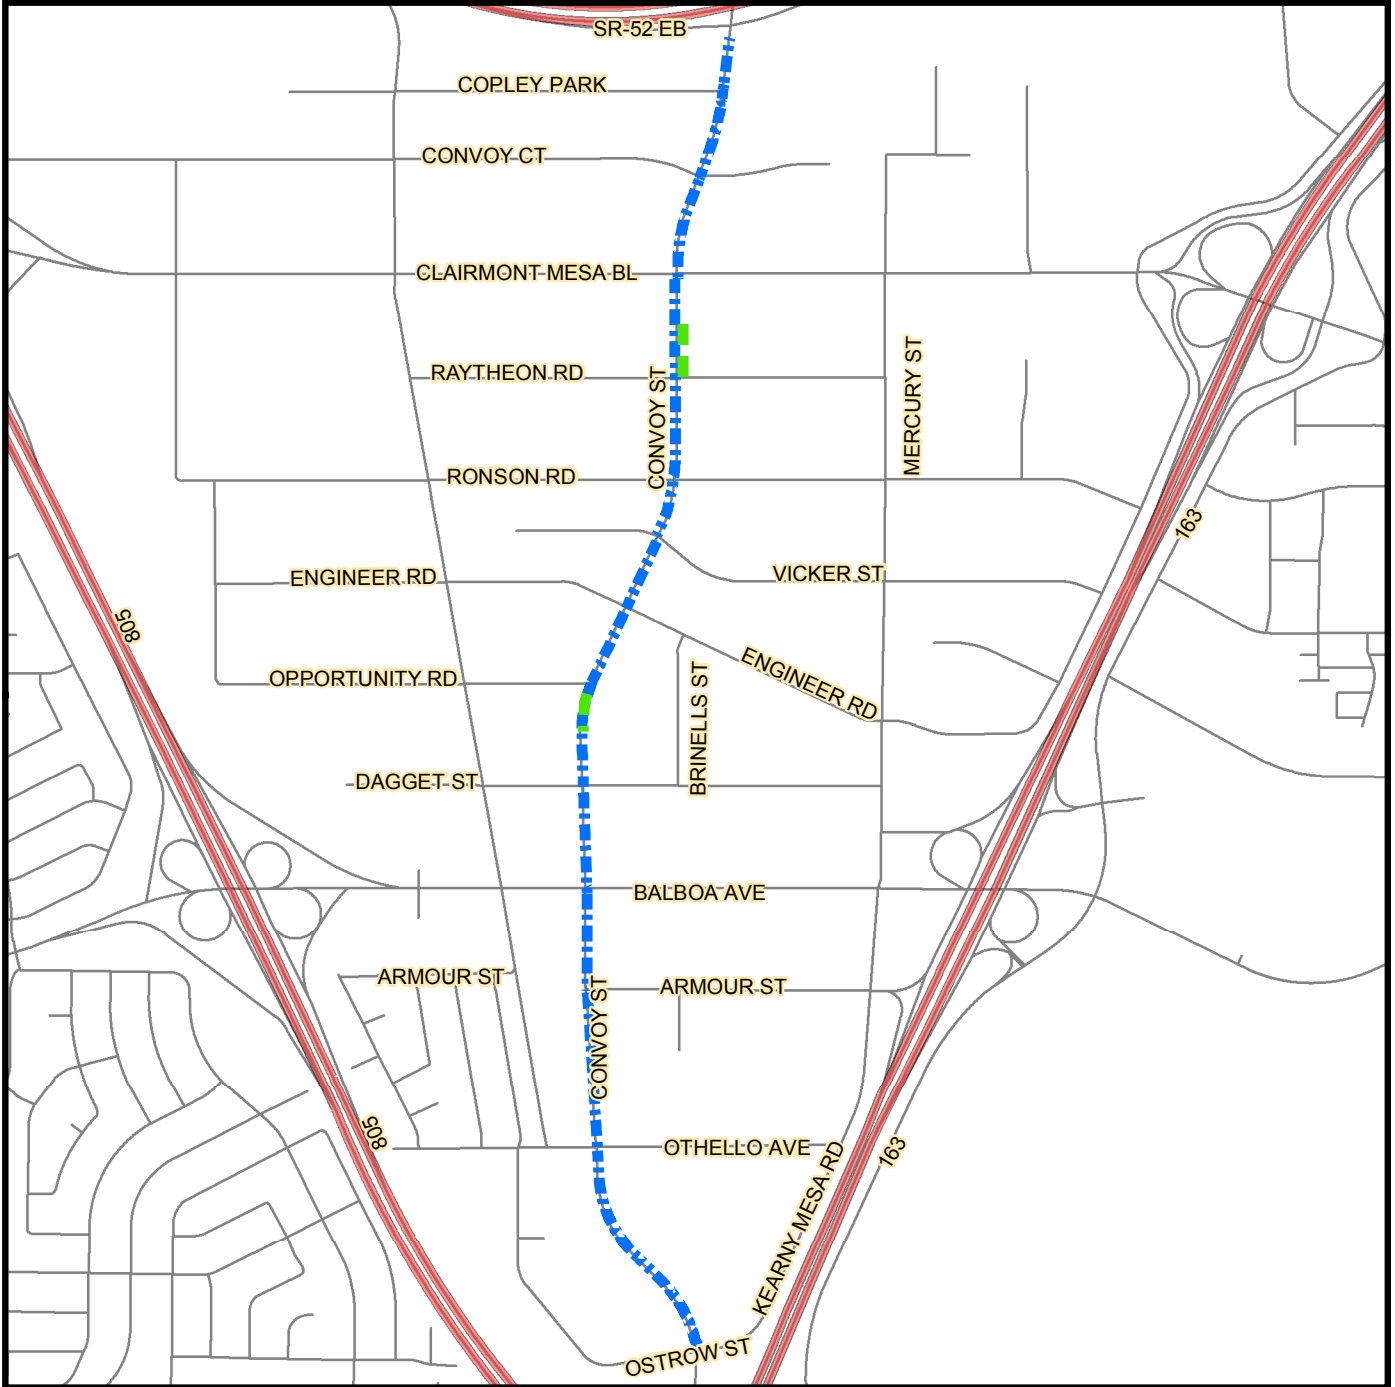 SR-52 EB
COPLEY PARK
CONVOY CT
CLAIRMONT MESA BL
RAYTHEON RD
CONVOY ST
MERCURY ST
RONSON RD
163
ENGINEER RD
VICKER ST
805
OPPORTUNITY RD
ENGINEER RD
BRINELLS ST
DAGGET ST
BALBOA AVE
ARMOUR ST
ARMOUR ST
CONVOY ST
805
OTHELLO AVE
163
KEARNY MESA RD
OSTROW ST